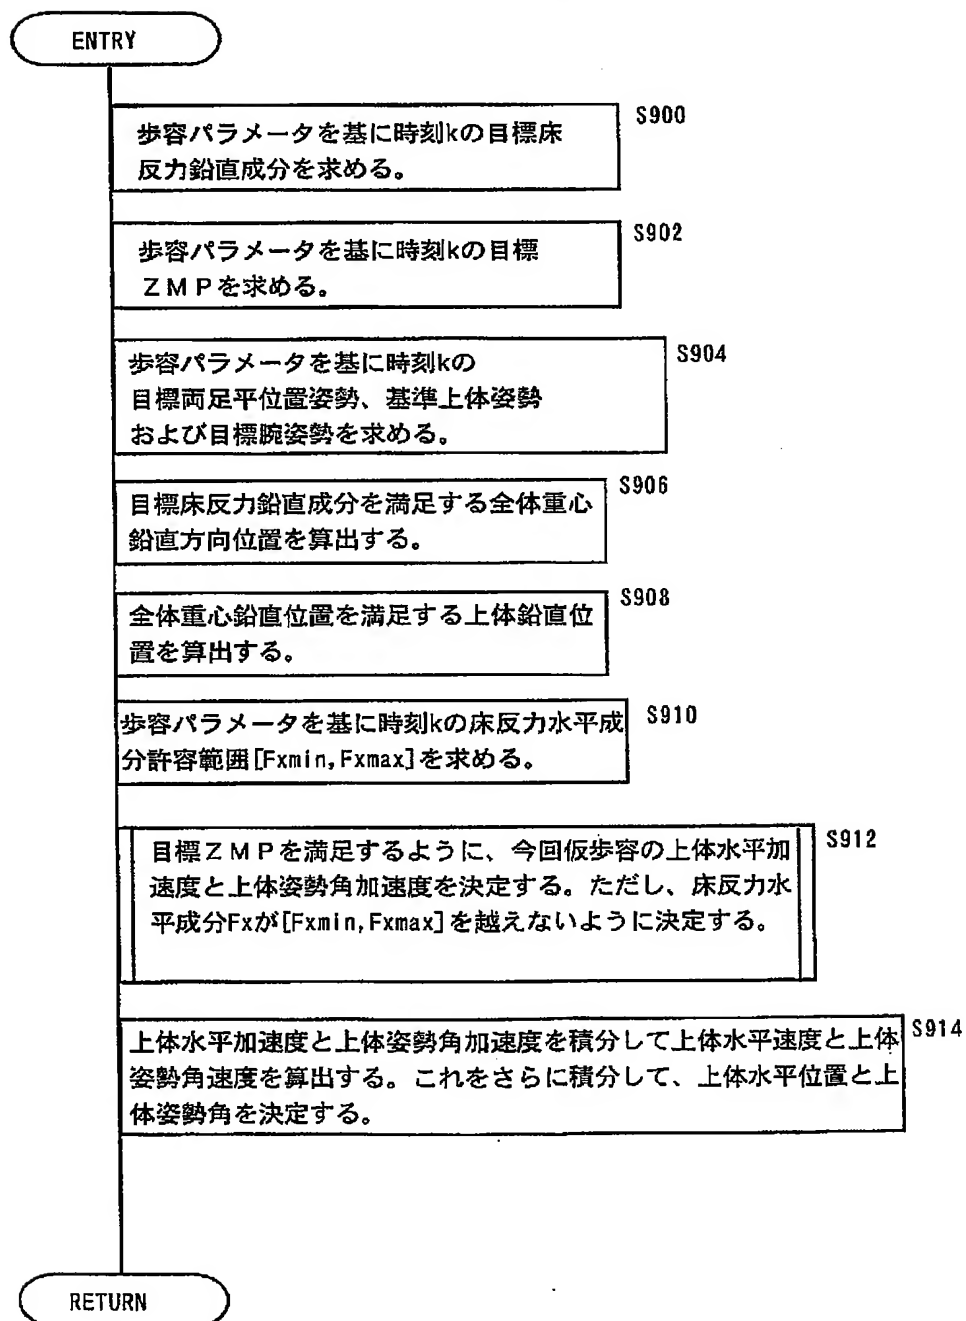 ENTRY
S900
歩容パラメータを基に時刻kの目標床
反力鉛直成分を求める。
S902
歩容パラメータを基に時刻kの目標
ZMPを求める。
S904
歩容パラメータを基に時刻kの
目標両足平位置姿勢、基準上体姿勢
および目標腕姿勢を求める。
S906
目標床反力鉛直成分を満足する全体重心
鉛直方向位置を算出する。
S908
全体重心鉛直位置を満足する上体鉛直位
置を算出する。
S910
歩容パラメータを基に時刻kの床反力水平成
分許容範囲[Fxmin,Fxmax]を求める。
S912
目標ZMPを満足するように、今回仮歩容の上体水平加
速度と上体姿勢角加速度を決定する。ただし、床反力水
平成分Fxが[Fxmin,Fxmax]を越えないように決定する。
S914
上体水平加速度と上体姿勢角加速度を積分して上体水平速度と上体
姿勢角速度を算出する。これをさらに積分して、上体水平位置と上
体姿勢角を決定する。
RETURN